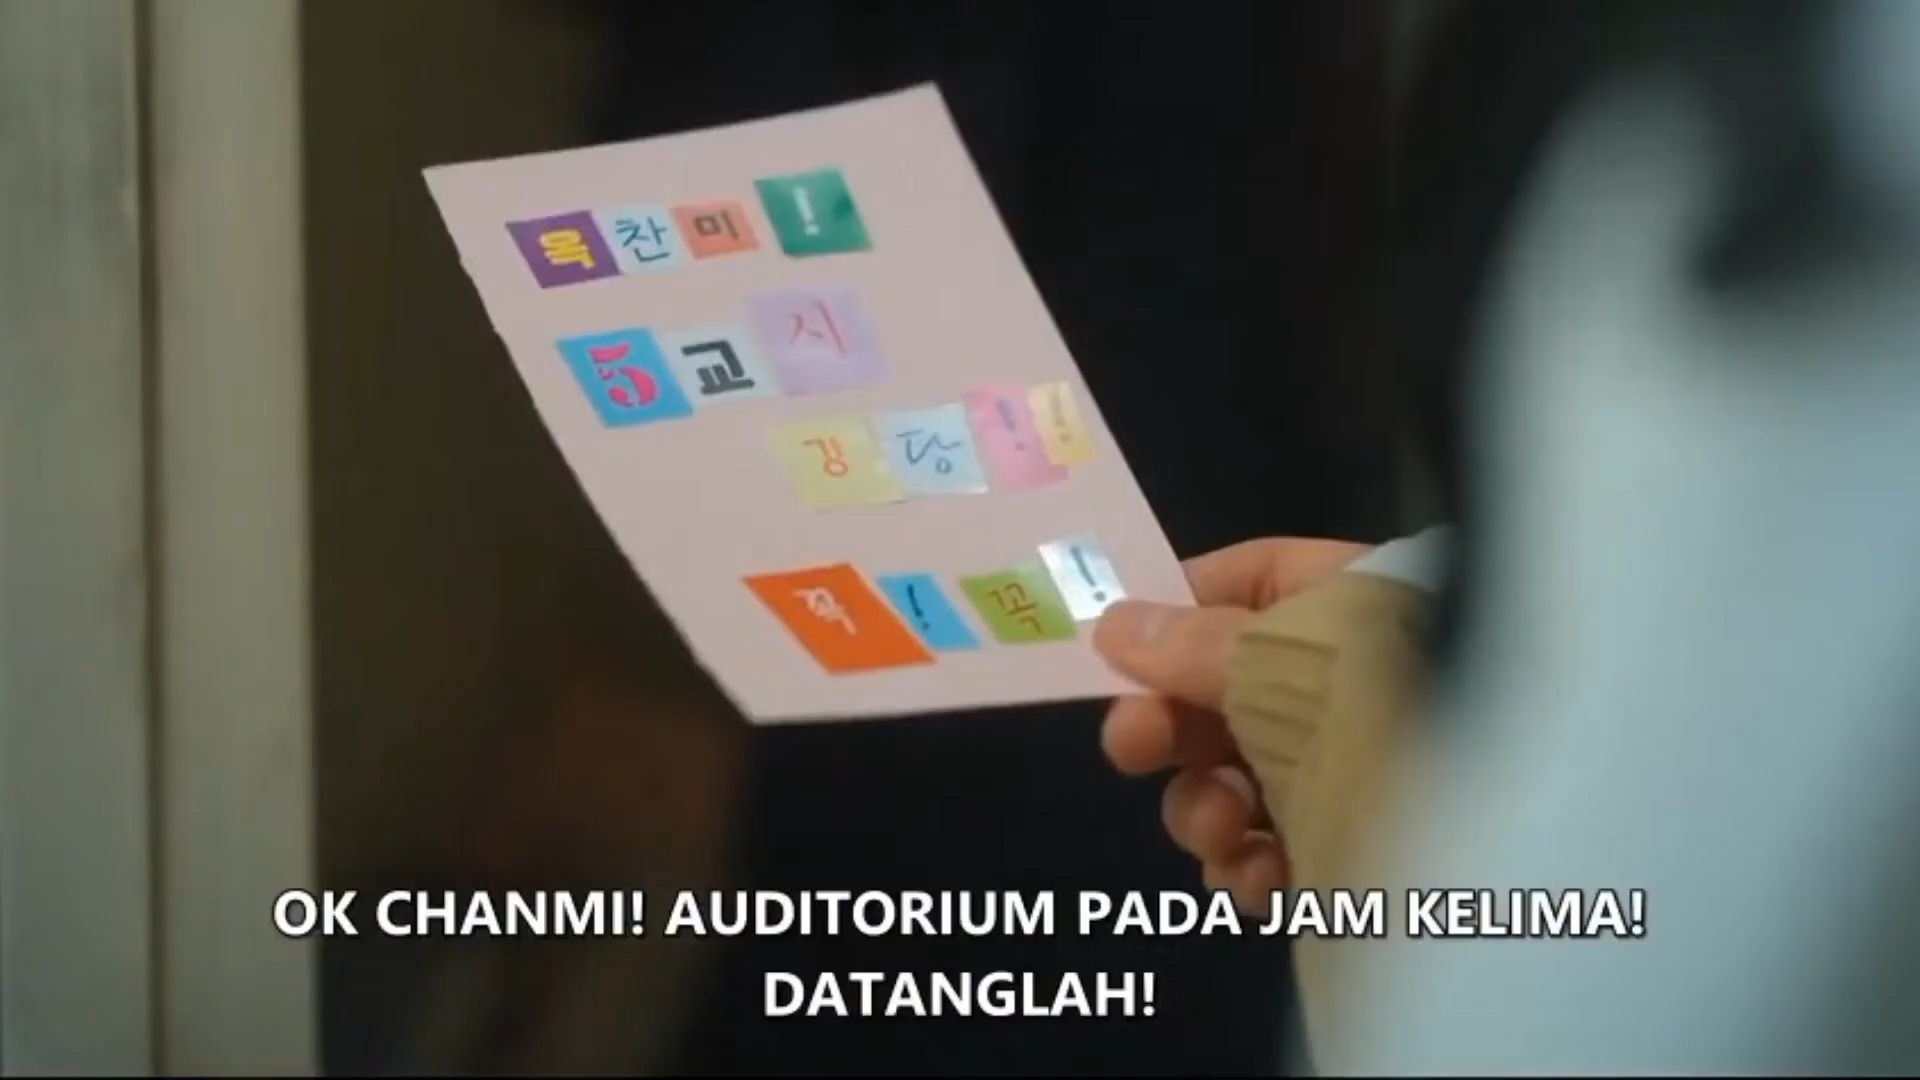 옥찬미!
5교시
강당!!
꼭!꼭!
OK CHANMI! AUDITORIUM PADA JAM KELIMA!
DATANGLAH!